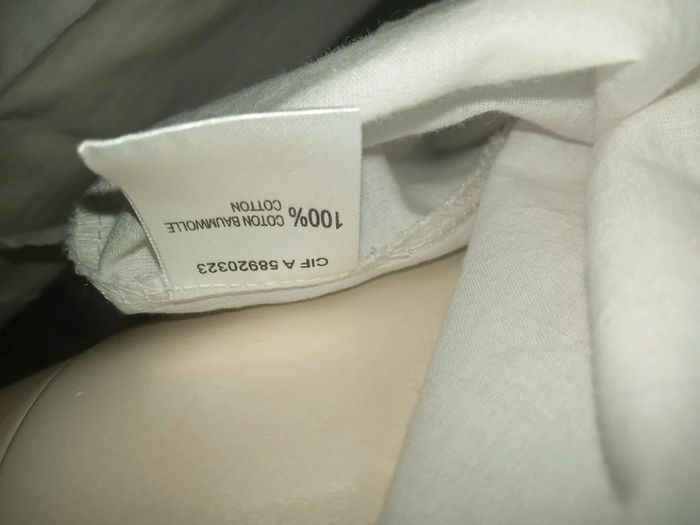 CIF A 58920323
100% COTON BAUMWOLLE
COTTON